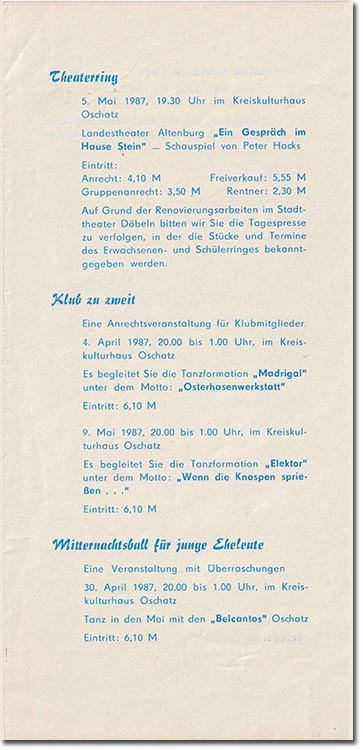 Theaterring
5. Mai 1987, 19.30 Uhr im Kreiskulturhaus
Oschatz
Landestheater Altenburg „Ein Gespräch im
Hause Stein“ — Schauspiel von Peter Hacks
Eintritt:
Anrecht: 4,10 M Freiverkauf: 5,55 M
Gruppenanrecht: 3,50 M Rentner: 2,30 M
Auf Grund der Renovierungsarbeiten im Stadt-
theater Döbeln bitten wir Sie die Tagespresse
zu verfolgen, in der die Stücke und Termine
des Erwachsenen- und Schülerringes bekannt-
gegeben werden.
Klub zu zweit
Eine Anrechtsveranstaltung für Klubmitglieder.
4. April 1987, 20.00 bis 1.00 Uhr, im Kreis-
kulturhaus Oschatz
Es begleitet Sie die Tanzformation „Madrigal“
unter dem Motto: „Osterhasenwerkstatt“
Eintritt: 6,10 M
9. Mai 1987, 20.00 bis 1.00 Uhr, im Kreiskul-
turhaus Oschatz
Es begleitet Sie die Tanzformation „Elektor“
unter dem Motto: „Wenn die Knospen sprie-
ßen . . .“
Eintritt: 6,10 M
Mitternachtsball für junge Eheleute
Eine Veranstaltung mit Überraschungen
30. April 1987, 20.00 bis 1.00 Uhr, im Kreis-
kulturhaus Oschatz
Tanz in den Mai mit den „Belcantos“ Oschatz
Eintritt: 6,10 M